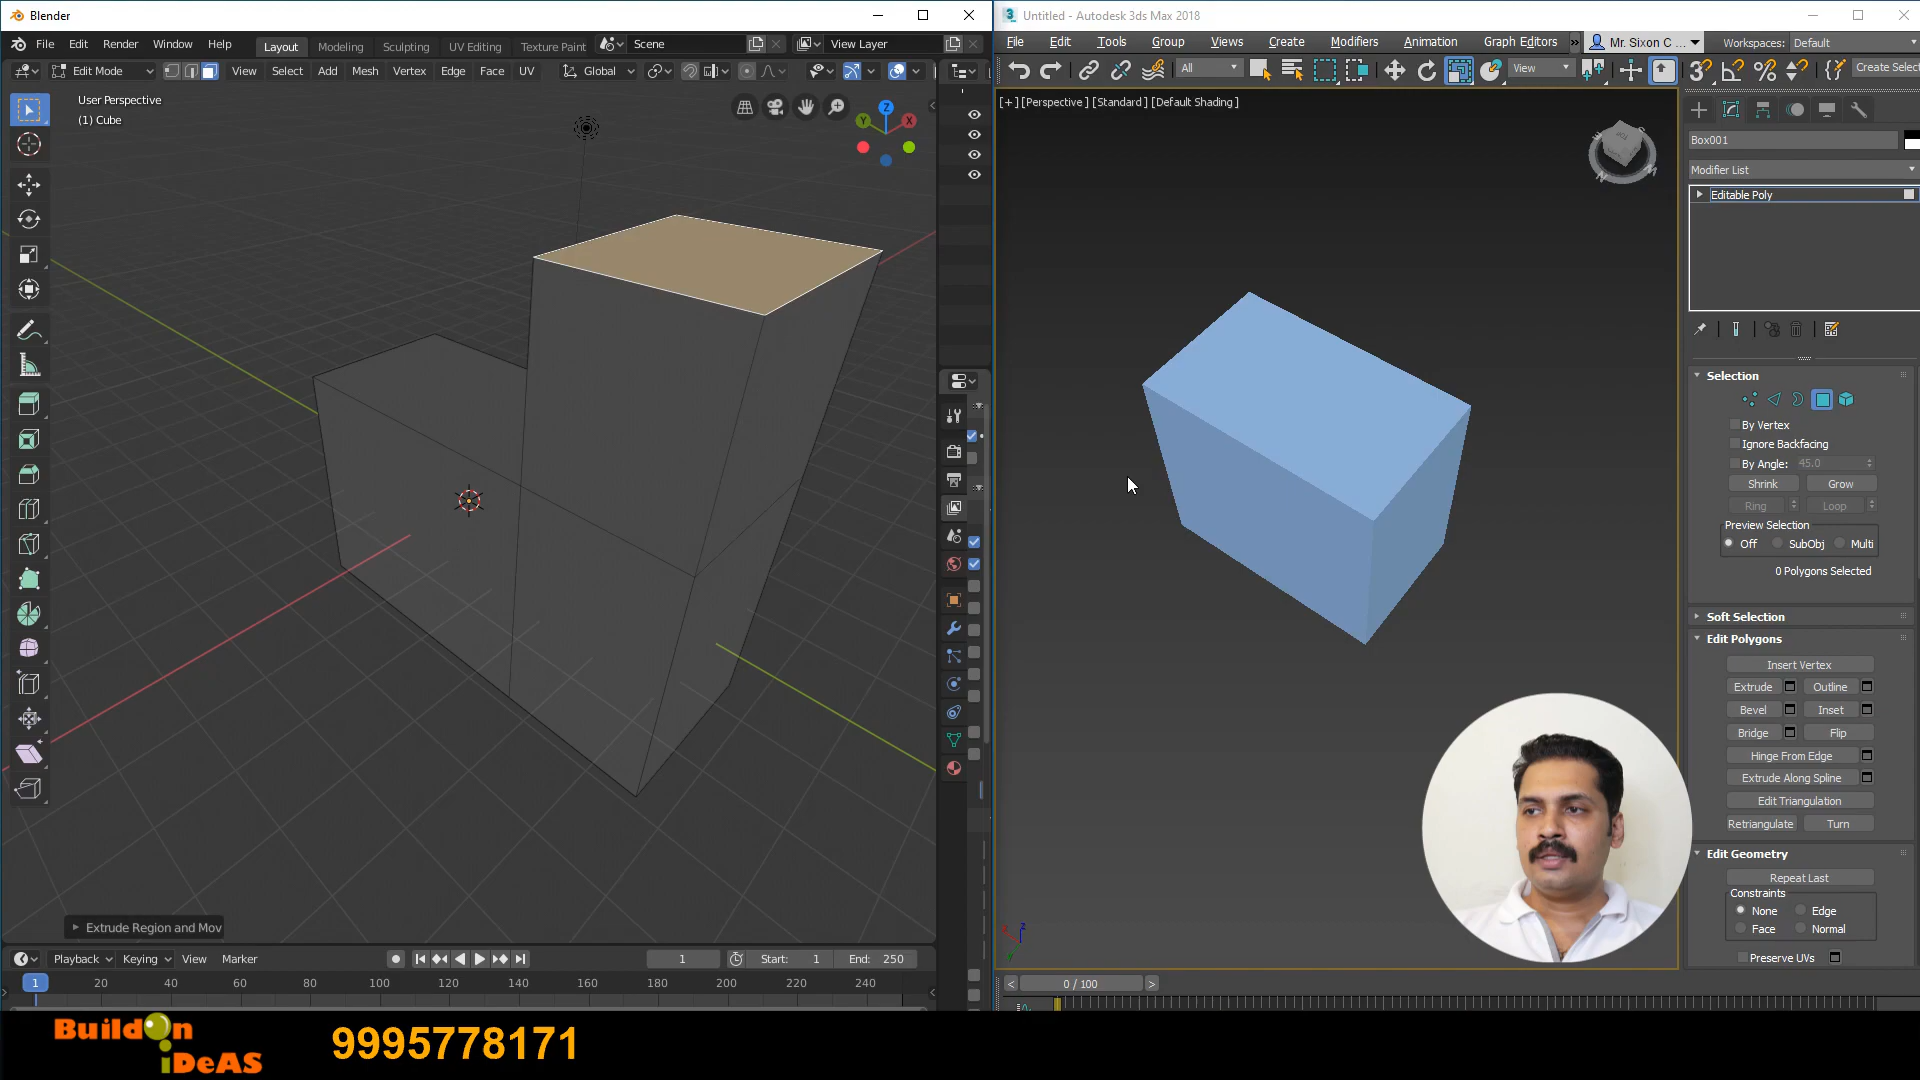 Blender
File Edit Render Window Help
Layout Modeling Sculpting UV Editing Texture Paint
Scene
View Layer
Edit Mode
View Select Add Mesh Vertex Edge Face UV
Global
User Perspective
(1) Cube
Z
Y
X
Extrude Region and Mov
Playback Keying View Marker
1
Start: 1
End: 250
1 20 40 60 80 100 120 140 160 180 200 220 240
Untitled - Autodesk 3ds Max 2018
File Edit Tools Group Views Create Modifiers Animation Graph Editors
Mr. Sixon C ...
Workspaces: Default
All
View
Create Selec
[+] [Perspective ] [Standard ] [Default Shading ]
Box001
Modifier List
Editable Poly
Selection
By Vertex
Ignore Backfacing
By Angle: 45.0
Shrink Grow
Ring Loop
Preview Selection
Off SubObj Multi
0 Polygons Selected
Soft Selection
Edit Polygons
Insert Vertex
Extrude Outline
Bevel Inset
Bridge Flip
Hinge From Edge
Extrude Along Spline
Edit Triangulation
Retriangulate Turn
Edit Geometry
Repeat Last
Constraints
None Edge
Face Normal
Preserve UVs
0 / 100
BuildOn
iDeAS
9995778171